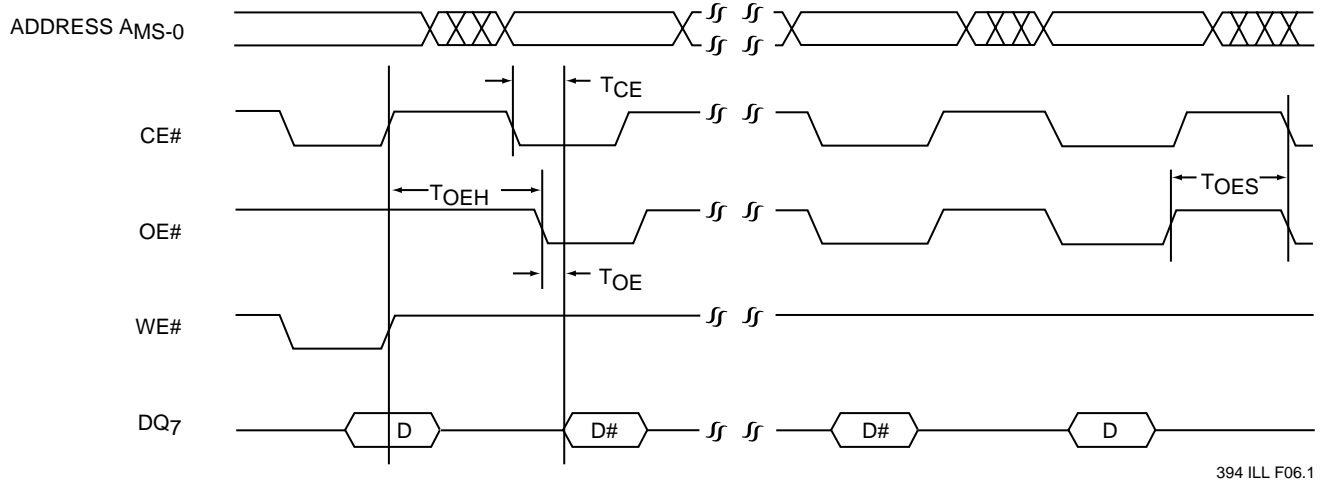 ADDRESS AMS-0
TCE
CE#
TOEH
TOES
OE#
TOE
WE#
DQ7
D
D#
D#
D
394 ILL F06.1